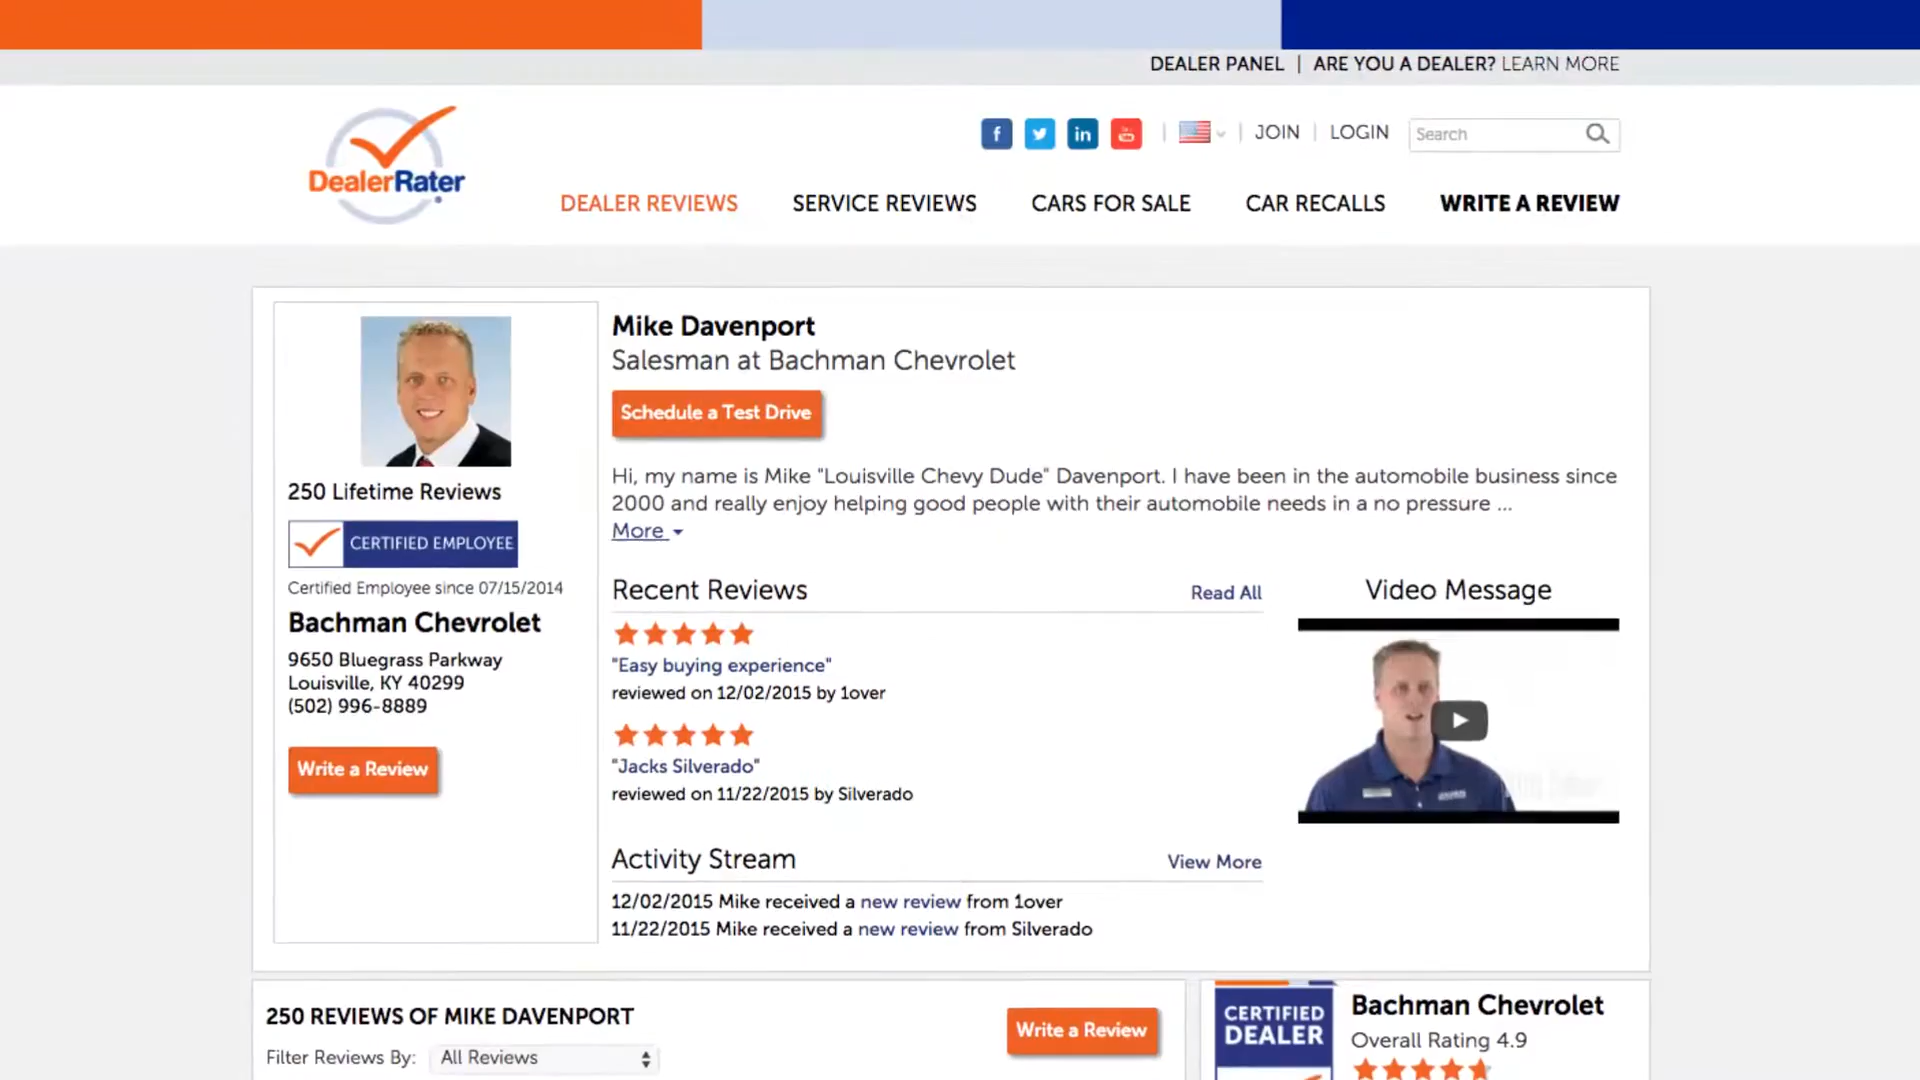 DEALER PANEL | ARE YOU A DEALER? LEARN MORE
JOIN | LOGIN
Search
DealerRater
DEALER REVIEWS
SERVICE REVIEWS
CARS FOR SALE
CAR RECALLS
WRITE A REVIEW
250 Lifetime Reviews
CERTIFIED EMPLOYEE
Certified Employee since 07/15/2014
Bachman Chevrolet
9650 Bluegrass Parkway
Louisville, KY 40299
(502) 996-8889
Write a Review
Mike Davenport
Salesman at Bachman Chevrolet
Schedule a Test Drive
Hi, my name is Mike "Louisville Chevy Dude" Davenport. I have been in the automobile business since
2000 and really enjoy helping good people with their automobile needs in a no pressure ...
More
Recent Reviews
Read All
"Easy buying experience"
reviewed on 12/02/2015 by 1over
"Jacks Silverado"
reviewed on 11/22/2015 by Silverado
Activity Stream
View More
12/02/2015 Mike received a new review from 1over
11/22/2015 Mike received a new review from Silverado
Video Message
250 REVIEWS OF MIKE DAVENPORT
Write a Review
Filter Reviews By: All Reviews
CERTIFIED
DEALER
Bachman Chevrolet
Overall Rating 4.9